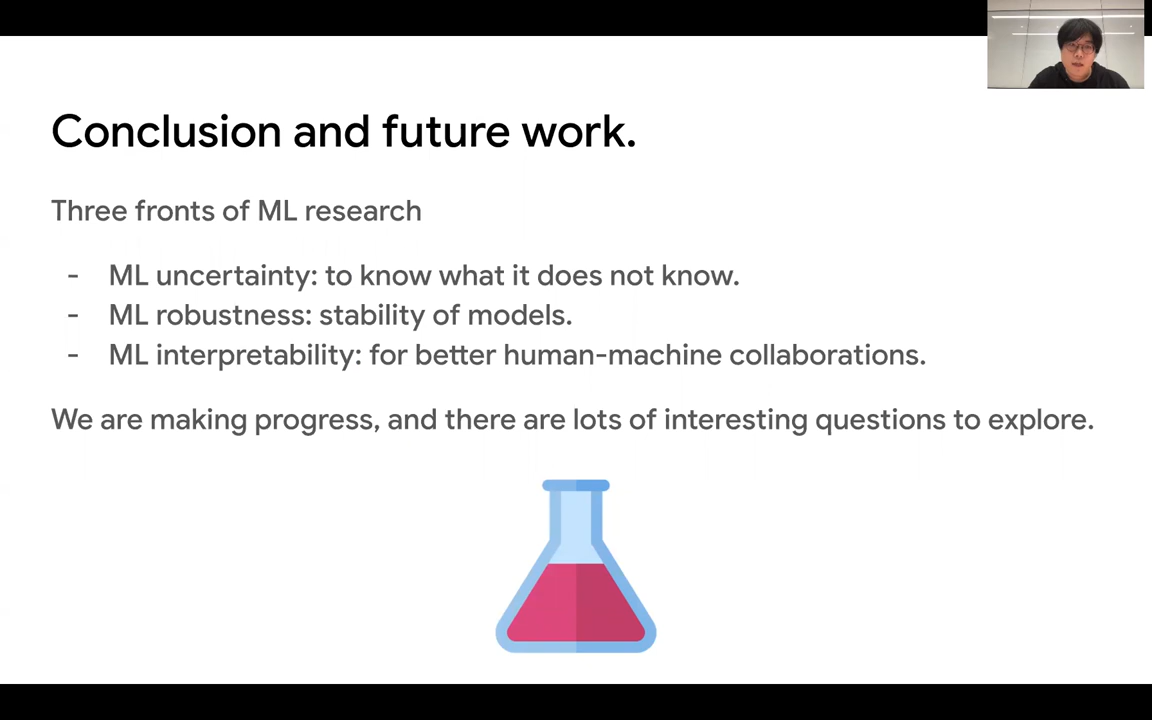 Conclusion and future work.
Three fronts of ML research
- ML uncertainty: to know what it does not know.
- ML robustness: stability of models.
- ML interpretability: for better human-machine collaborations.
We are making progress, and there are lots of interesting questions to explore.